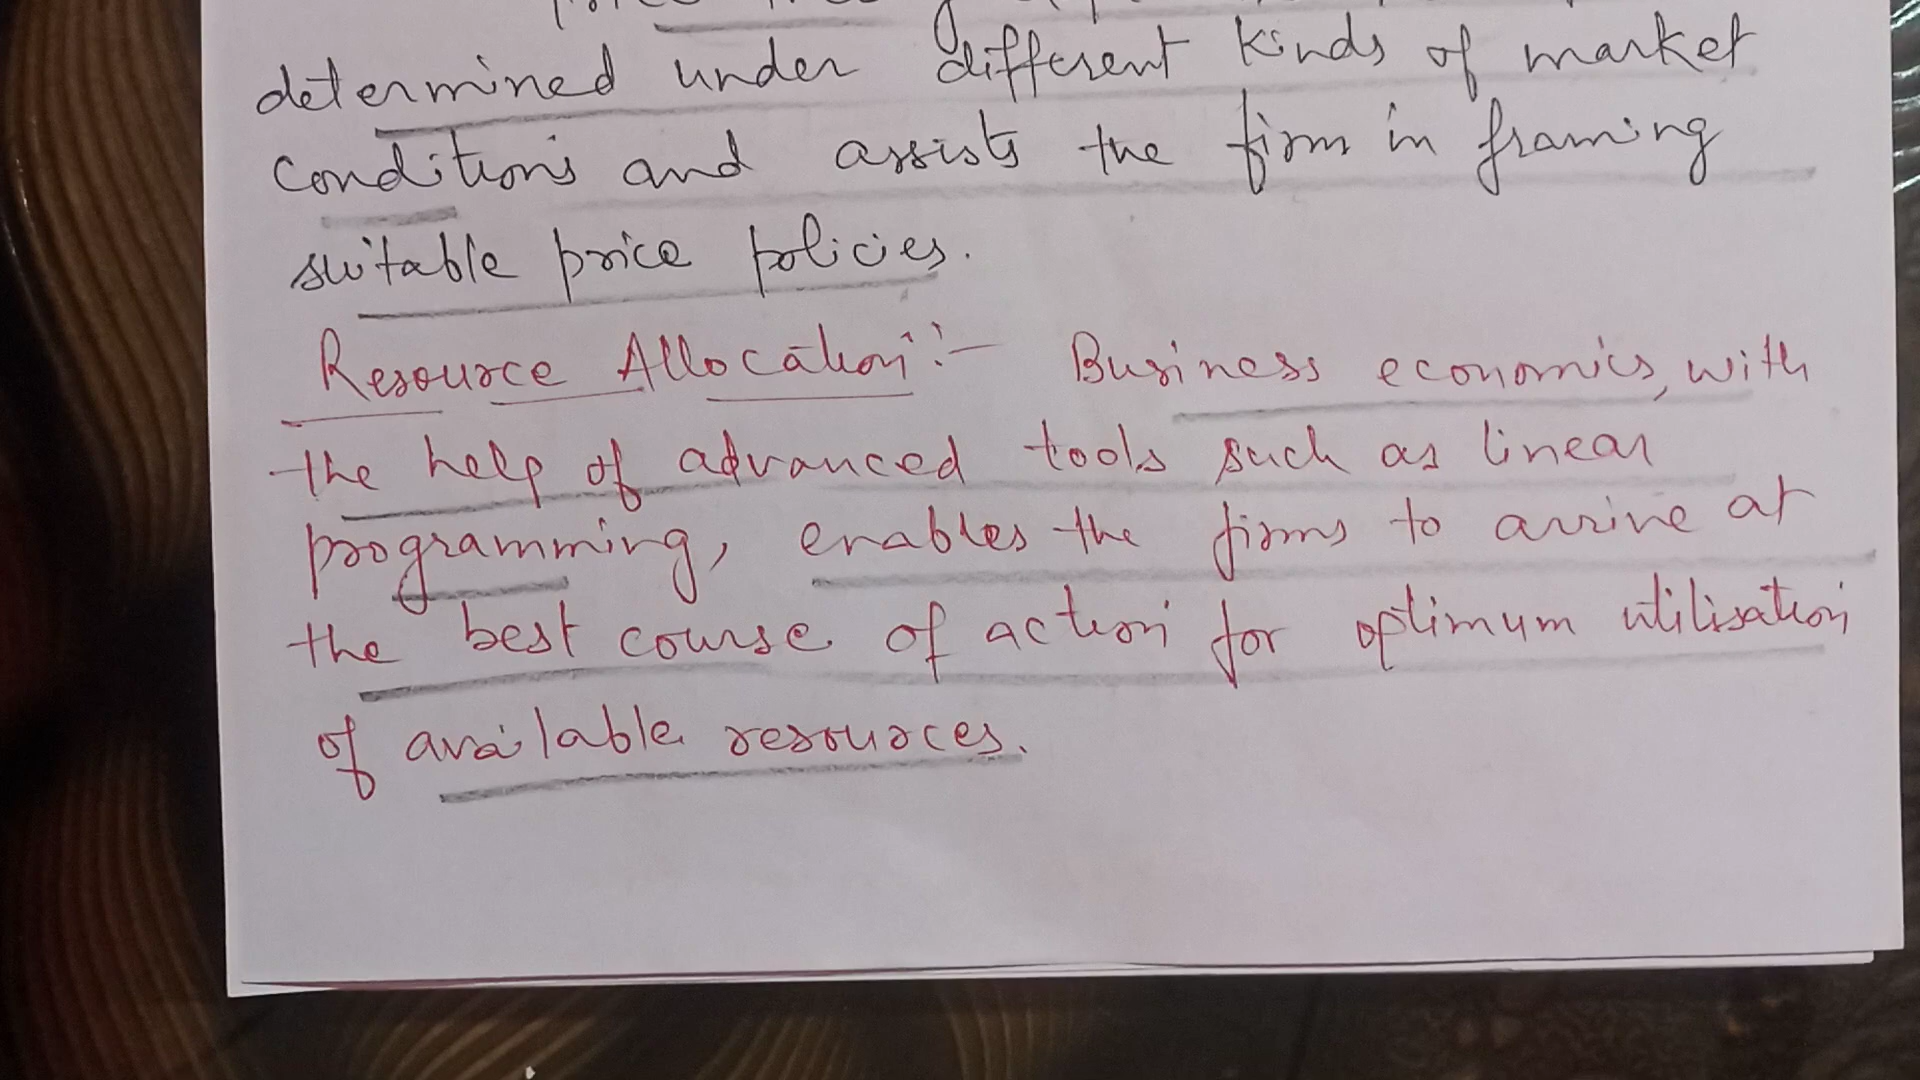 determined under different kinds of market
conditions and assists the firm in framing
suitable price policies.
Resource Allocation :- Business economics, with
the help of advanced tools such as linear
programming, enables the firms to arrive at
the best course of action for optimum utilisation
of available resources.